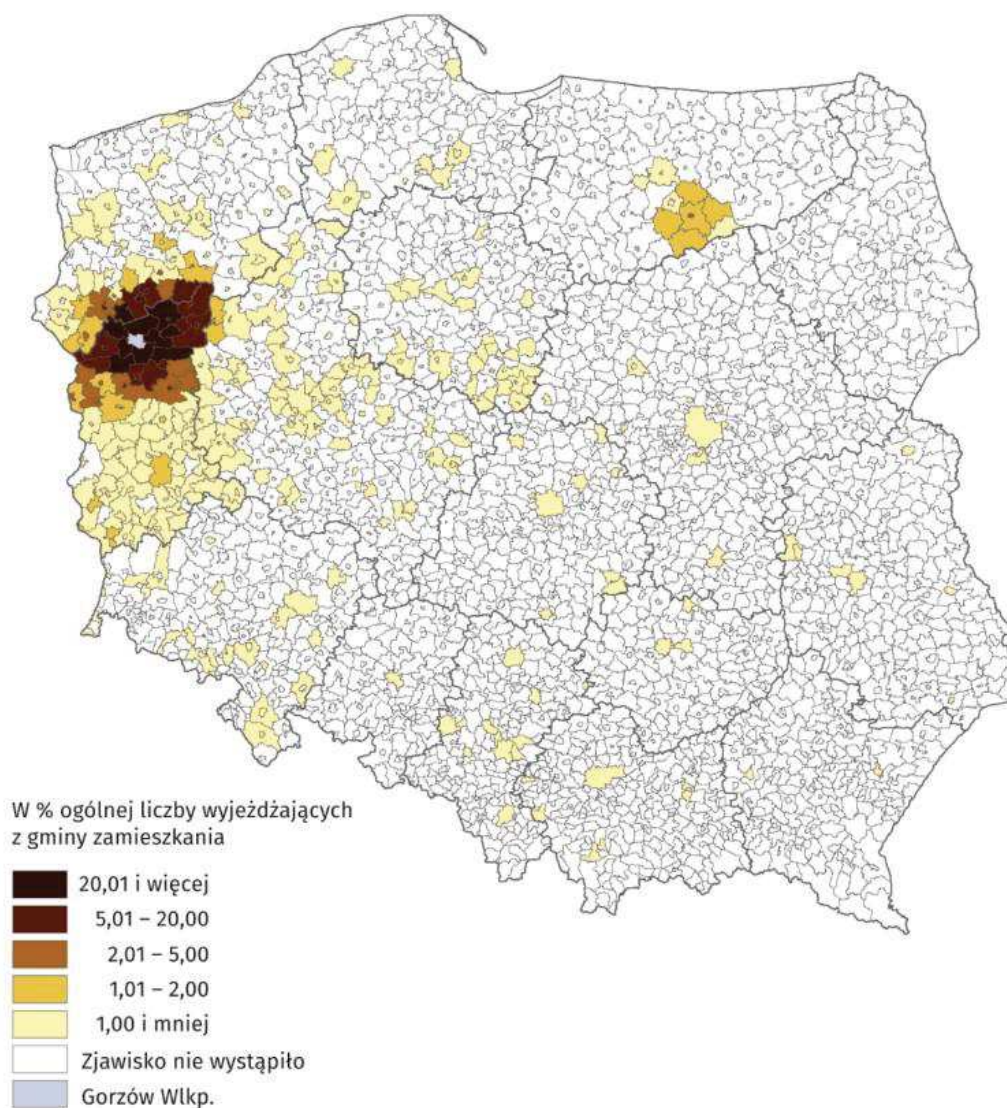 W % ogólnej liczby wyjeżdżających
z gminy zamieszkania
20,01 i więcej
5,01 – 20,00
2,01 – 5,00
1,01 – 2,00
1,00 i mniej
Zjawisko nie wystąpiło
Gorzów Wlkp.